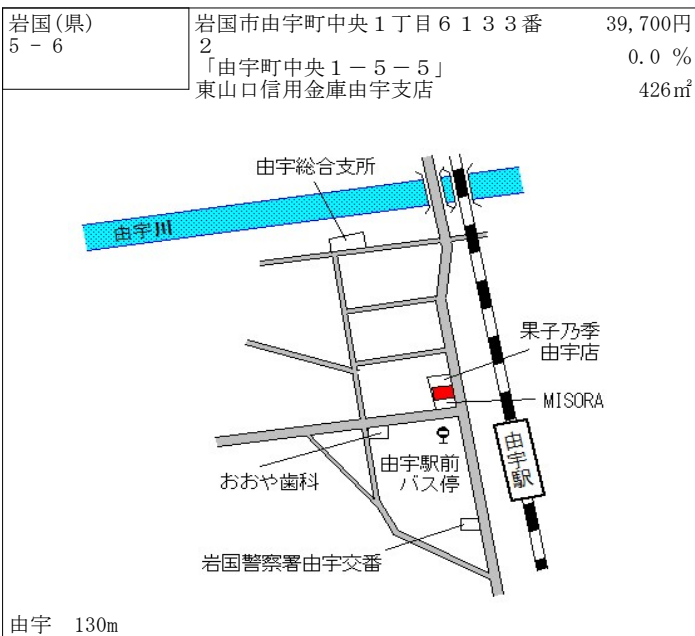 岩国(県)
5 - 6
岩国市由宇町中央１丁目６１３３番
２
「由宇町中央１－５－５」
東山口信用金庫由宇支店
39,700円
0.0 %
426㎡
由宇総合支所
由宇川
果子乃季
由宇店
MISORA
由宇駅
由宇駅前
バス停
おおや歯科
岩国警察署由宇交番
由宇　130m